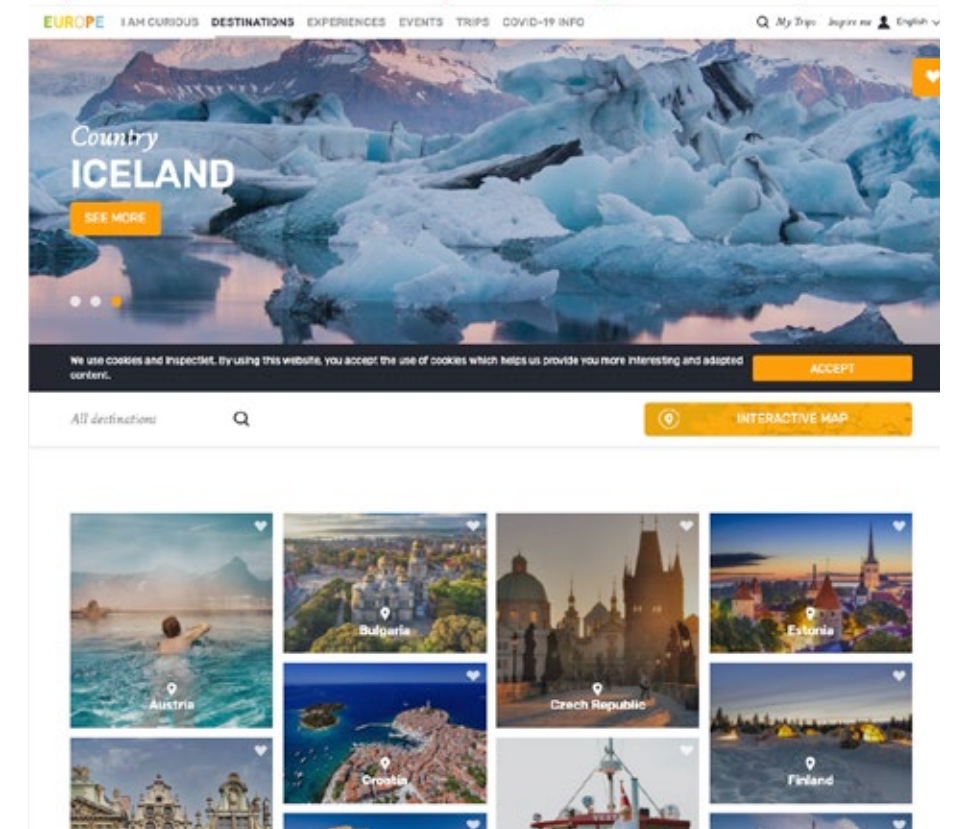 EUROPE I AM CURIOUS DESTINATIONS EXPERIENCES EVENTS TRIPS COVID-19 INFO My Trips Inspire me English
Country
ICELAND
SEE MORE
We use cookies and Inspectlet. By using this website, you accept the use of cookies which helps us provide you more interesting and adapted
content.
ACCEPT
All destinations
INTERACTIVE MAP
Bulgaria
Estonia
Austria
Czech Republic
Croatia
Finland